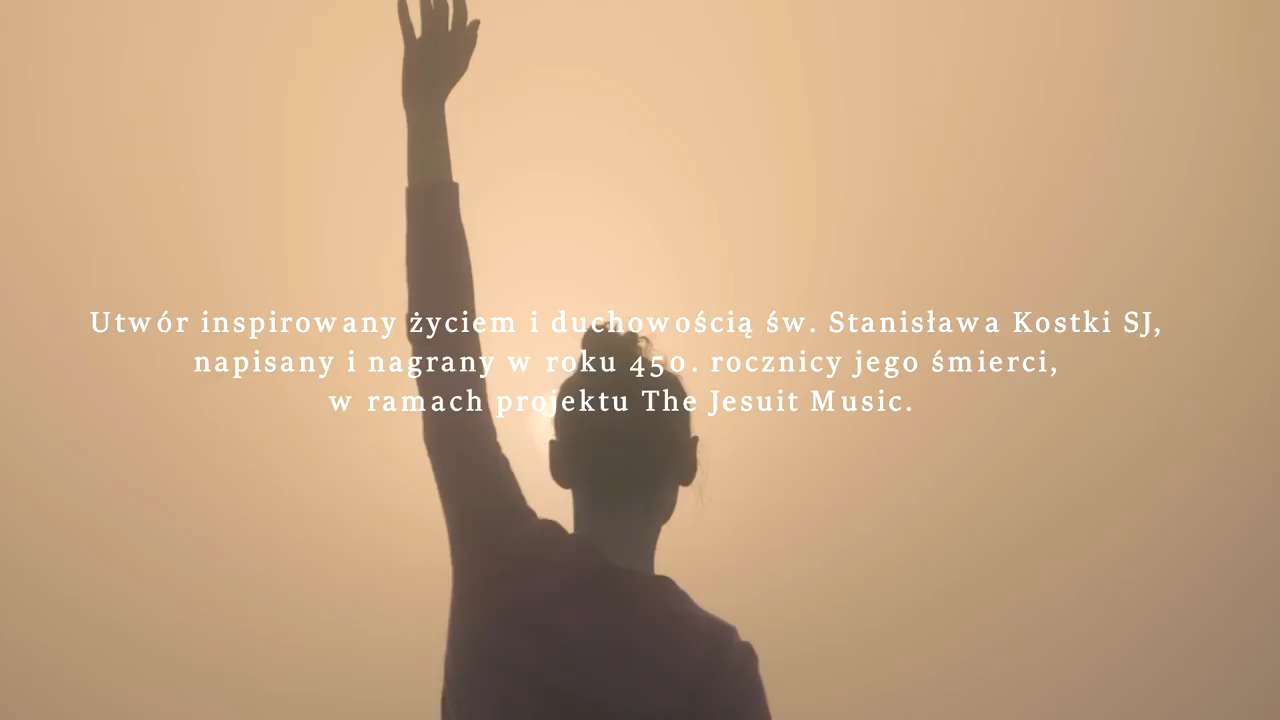 Utwór inspirowany życiem i duchowością św. Stanisława Kostki SJ,
napisany i nagrany w roku 450. rocznicy jego śmierci,
w ramach projektu The Jesuit Music.